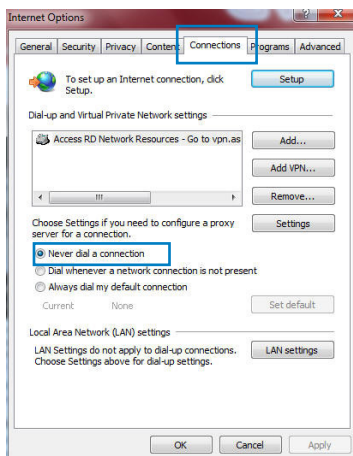 Internet Options
General Security Privacy Content Connections Programs Advanced
To set up an Internet connection, click
Setup.
Setup
Dial-up and Virtual Private Network settings
Access RD Network Resources - Go to vpn.as
Add...
Add VPN...
Remove...
Choose Settings if you need to configure a proxy
server for a connection.
Settings
Never dial a connection
Dial whenever a network connection is not present
Always dial my default connection
Current None
Set default
Local Area Network (LAN) settings
LAN Settings do not apply to dial-up connections.
Choose Settings above for dial-up settings.
LAN settings
OK Cancel Apply